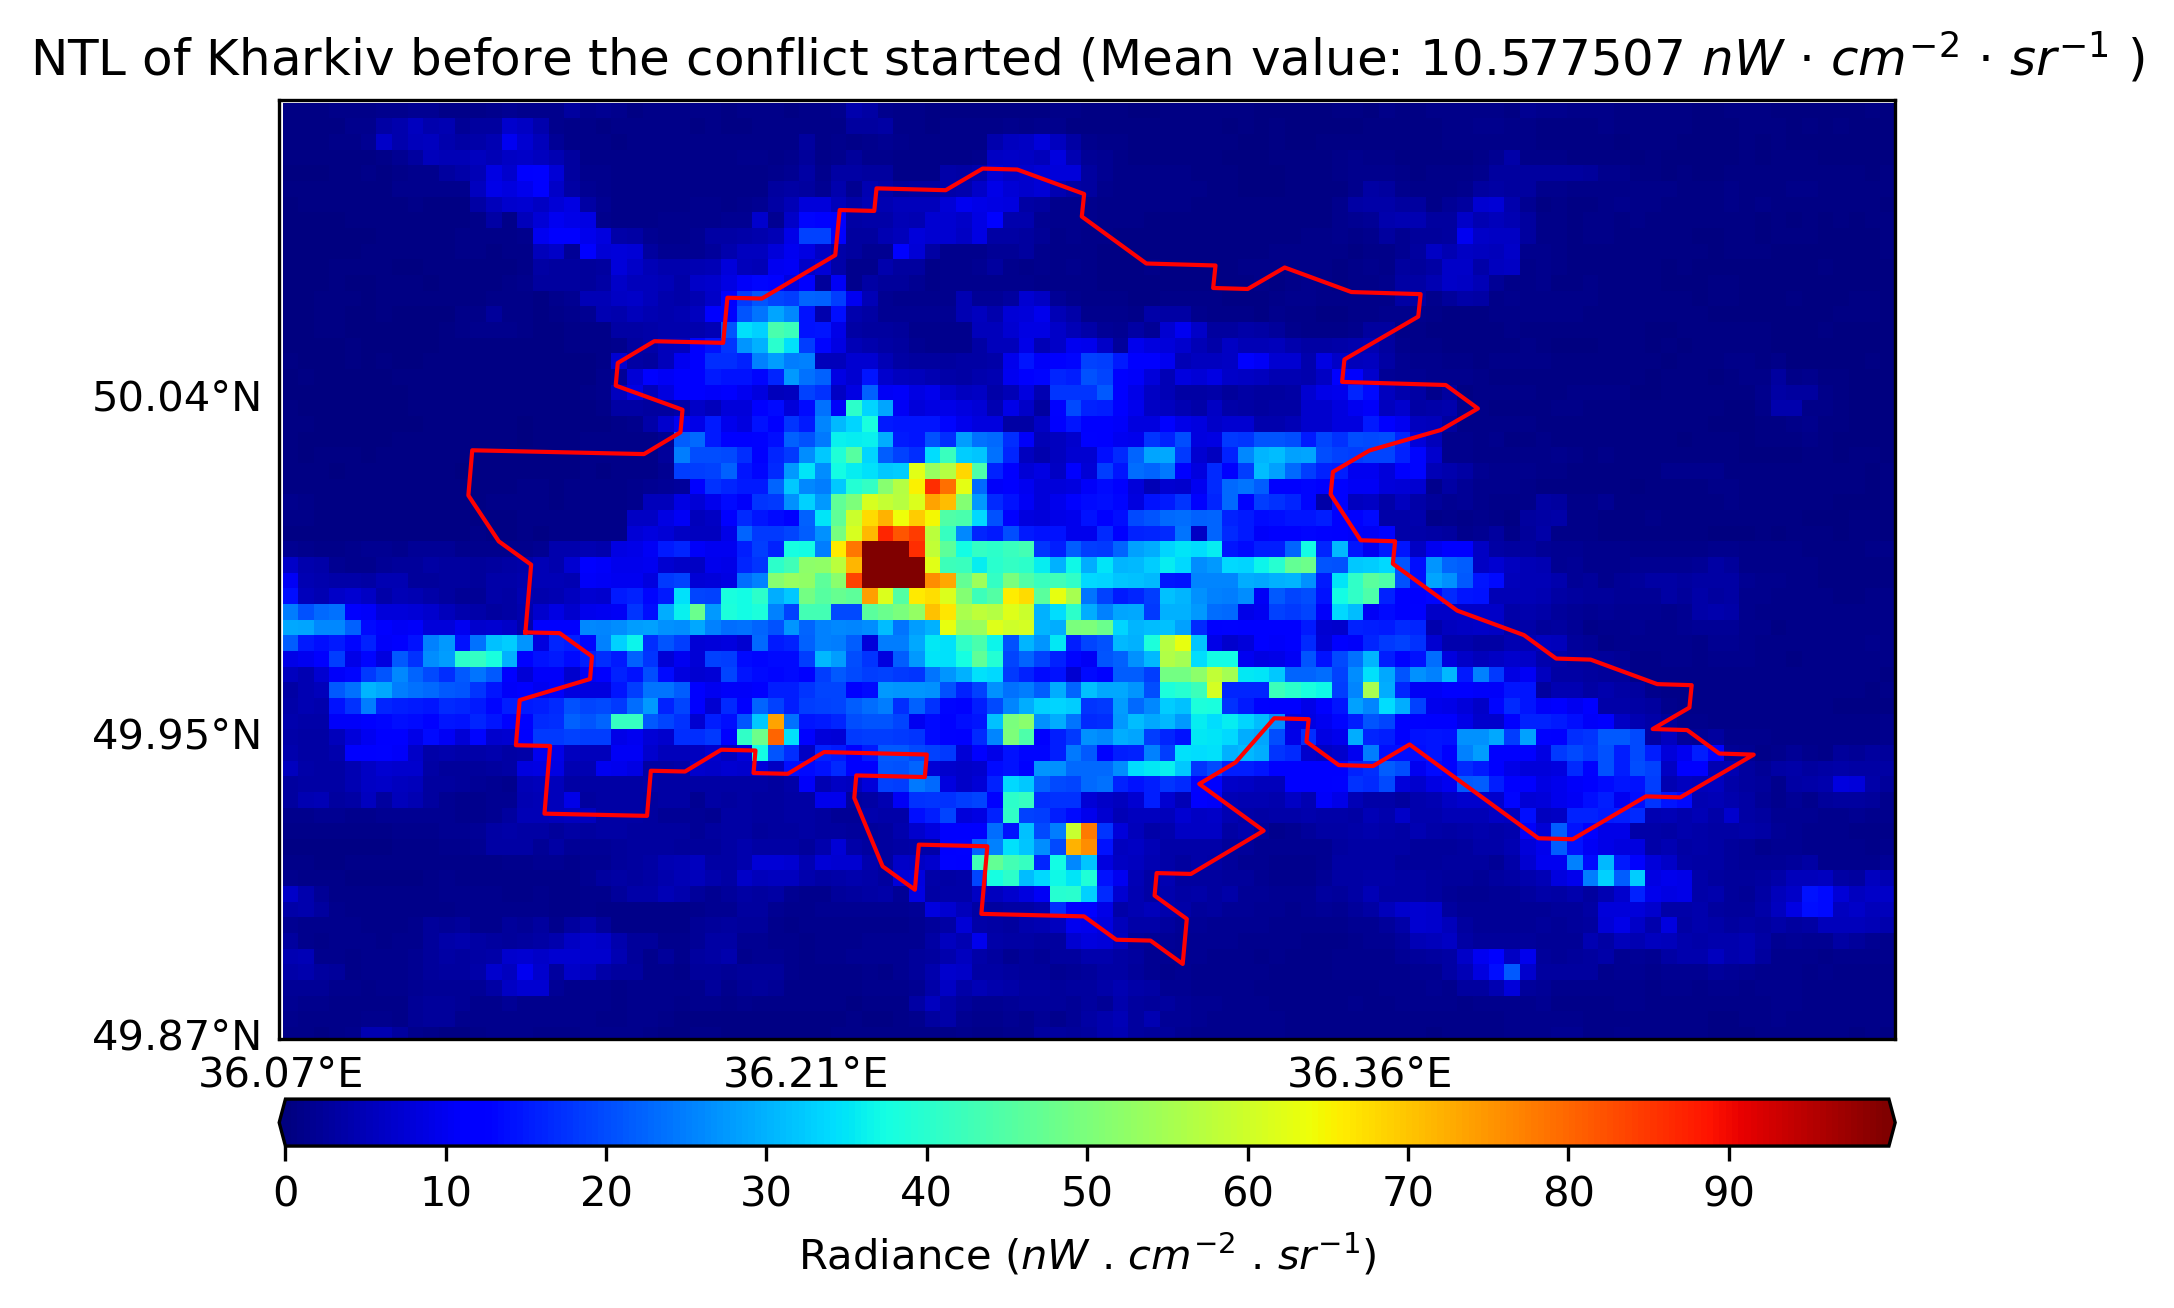 NTL of Kharkiv before the conflict started (Mean value: 10.577507 nW · cm⁻² · sr⁻¹ )
50.04°N
49.95°N
49.87°N
36.07°E 36.21°E 36.36°E
0 10 20 30 40 50 60 70 80 90
Radiance (nW . cm⁻² . sr⁻¹)